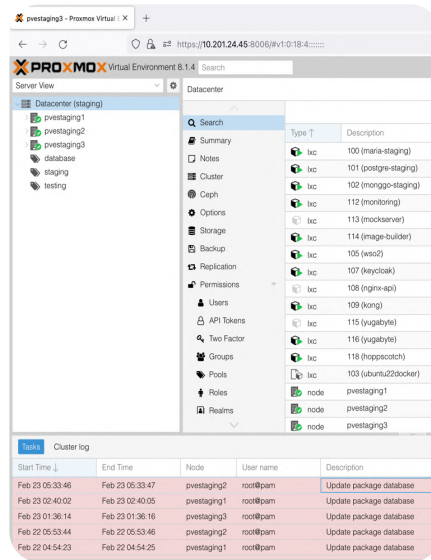 pvestaging3 - Proxmox Virtual E
https://10.201.24.45:8006/#v1:0:18:4:::::::
PROXMOX Virtual Environment 8.1.4 Search
Server View
Datacenter (staging)
pvestaging1
pvestaging2
pvestaging3
database
staging
testing
Datacenter
Search
Summary
Notes
Cluster
Ceph
Options
Storage
Backup
Replication
Permissions
Users
API Tokens
Two Factor
Groups
Pools
Roles
Realms
Type ↑ Description
lxc 100 (maria-staging)
lxc 101 (postgre-staging)
lxc 102 (monggo-staging)
lxc 112 (monitoring)
lxc 113 (mockserver)
lxc 114 (image-builder)
lxc 105 (wso2)
lxc 107 (keycloak)
lxc 108 (nginx-api)
lxc 109 (kong)
lxc 115 (yugabyte)
lxc 116 (yugabyte)
lxc 118 (hoppscotch)
lxc 103 (ubuntu22docker)
node pvestaging1
node pvestaging2
node pvestaging3
Tasks Cluster log
Start Time ↓ End Time Node User name Description
Feb 23 05:33:46 Feb 23 05:33:47 pvestaging2 root@pam Update package database
Feb 23 02:40:02 Feb 23 02:40:05 pvestaging1 root@pam Update package database
Feb 23 01:36:14 Feb 23 01:36:16 pvestaging3 root@pam Update package database
Feb 22 05:53:44 Feb 22 05:53:46 pvestaging2 root@pam Update package database
Feb 22 04:54:23 Feb 22 04:54:25 pvestaging1 root@pam Update package database